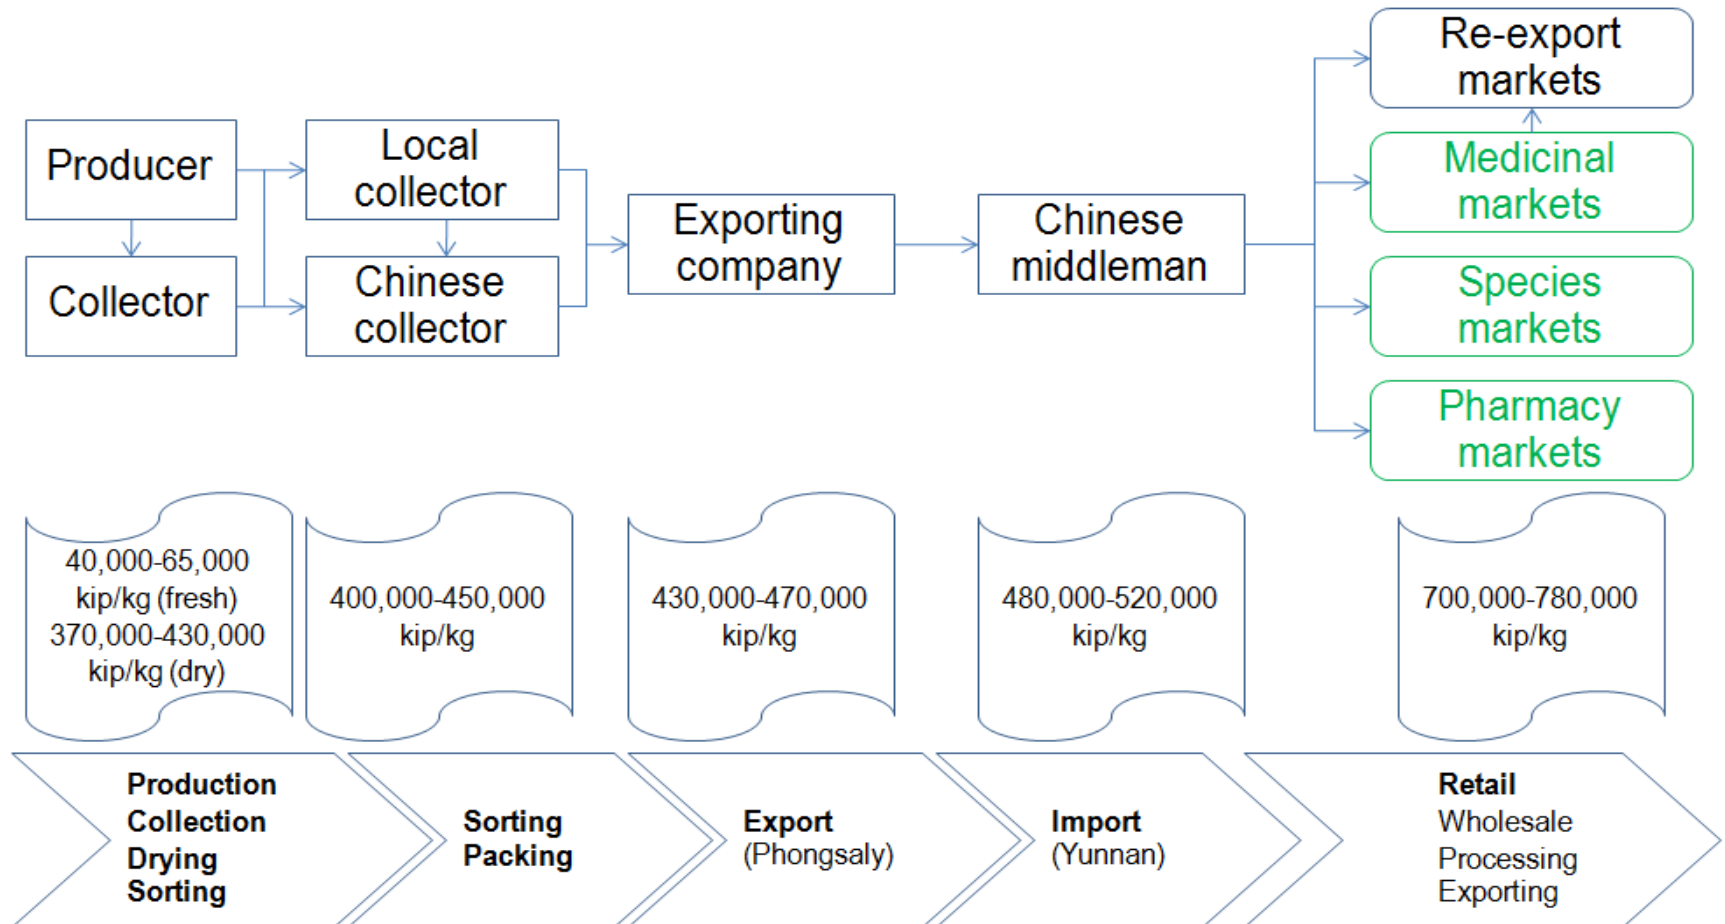 Producer
Collector
Local
collector
Chinese
collector
Exporting
company
Chinese
middleman
Re-export
markets
Medicinal
markets
Species
markets
Pharmacy
markets
40,000-65,000
kip/kg (fresh)
370,000-430,000
kip/kg (dry)
400,000-450,000
kip/kg
430,000-470,000
kip/kg
480,000-520,000
kip/kg
700,000-780,000
kip/kg
Production
Collection
Drying
Sorting
Sorting
Packing
Export
(Phongsaly)
Import
(Yunnan)
Retail
Wholesale
Processing
Exporting